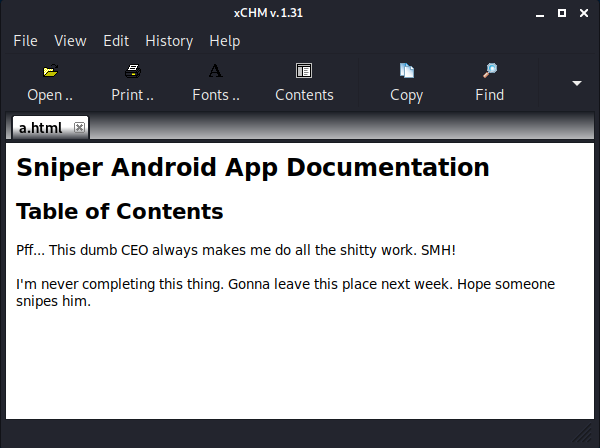 xCHM v. 1.31
File View Edit History Help
Open .. Print .. Fonts .. Contents Copy Find
a.html
Sniper Android App Documentation
Table of Contents
Pff... This dumb CEO always makes me do all the shitty work. SMH!
I'm never completing this thing. Gonna leave this place next week. Hope someone
snipes him.